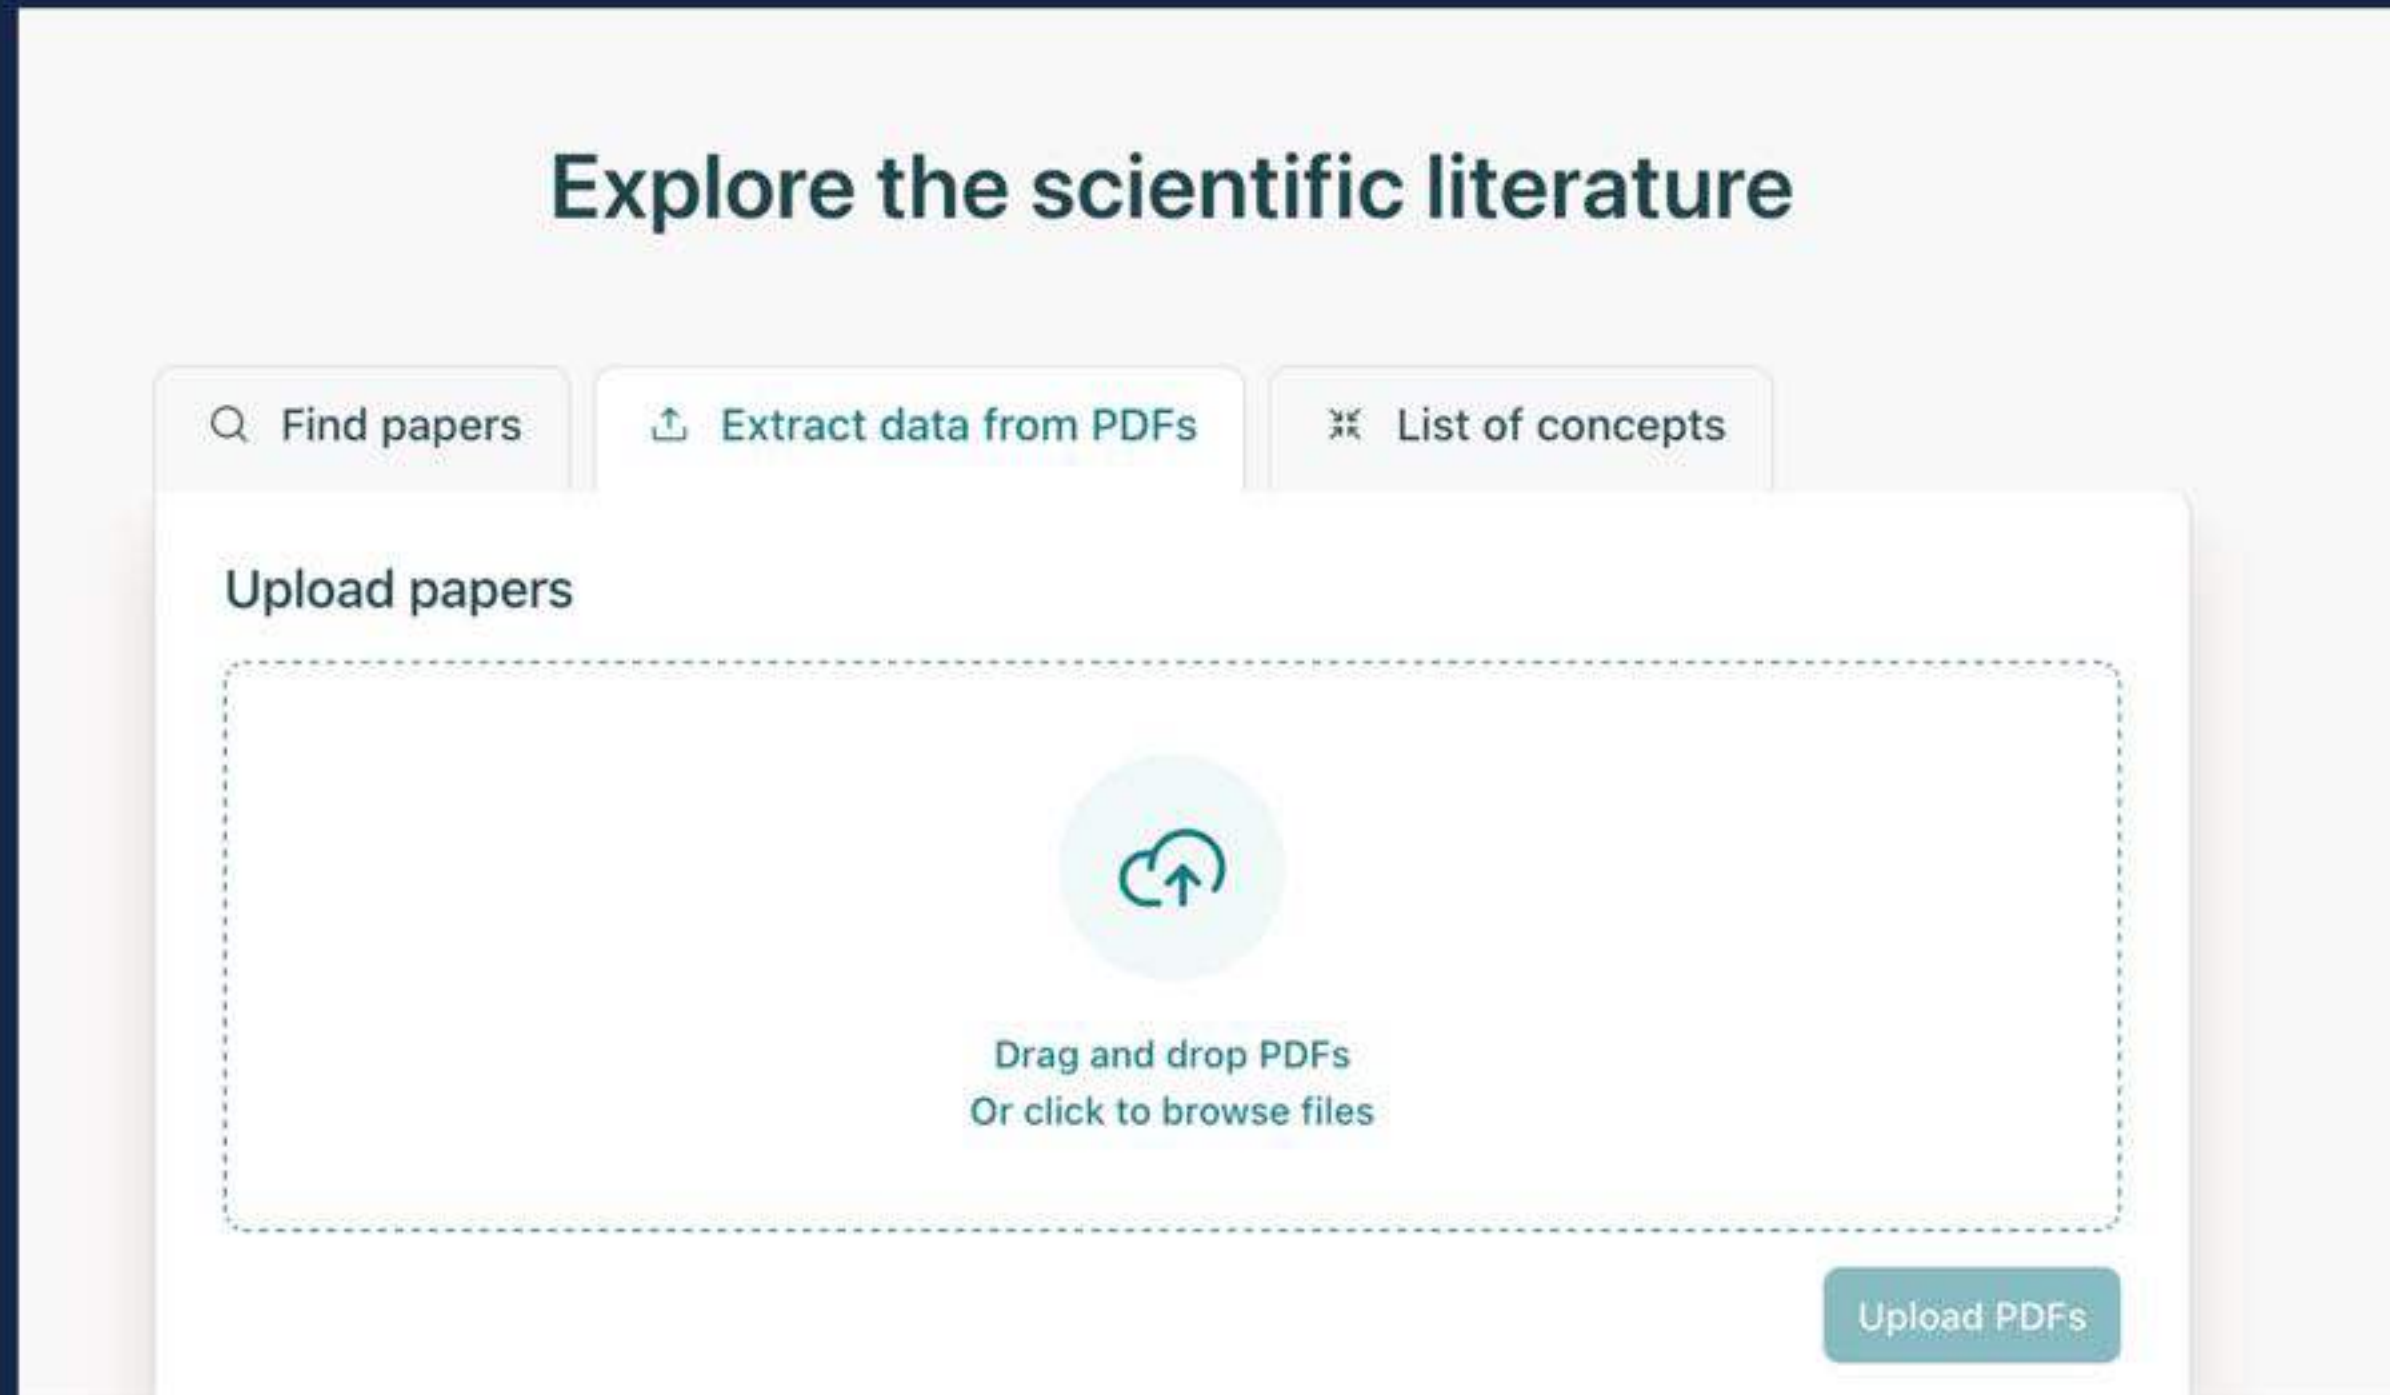 Explore the scientific literature
Find papers
Extract data from PDFs
List of concepts
Upload papers
Drag and drop PDFs
Or click to browse files
Upload PDFs